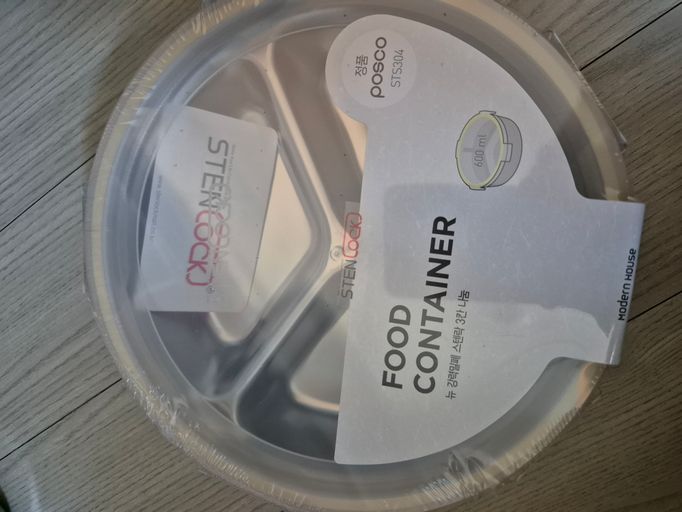 정품
posco
STS304
600 ml
STENLOCK
STENLOCK
FOOD
CONTAINER
뉴 강력밀폐 스텐락 3칸 나눔
MODERN HOUSE